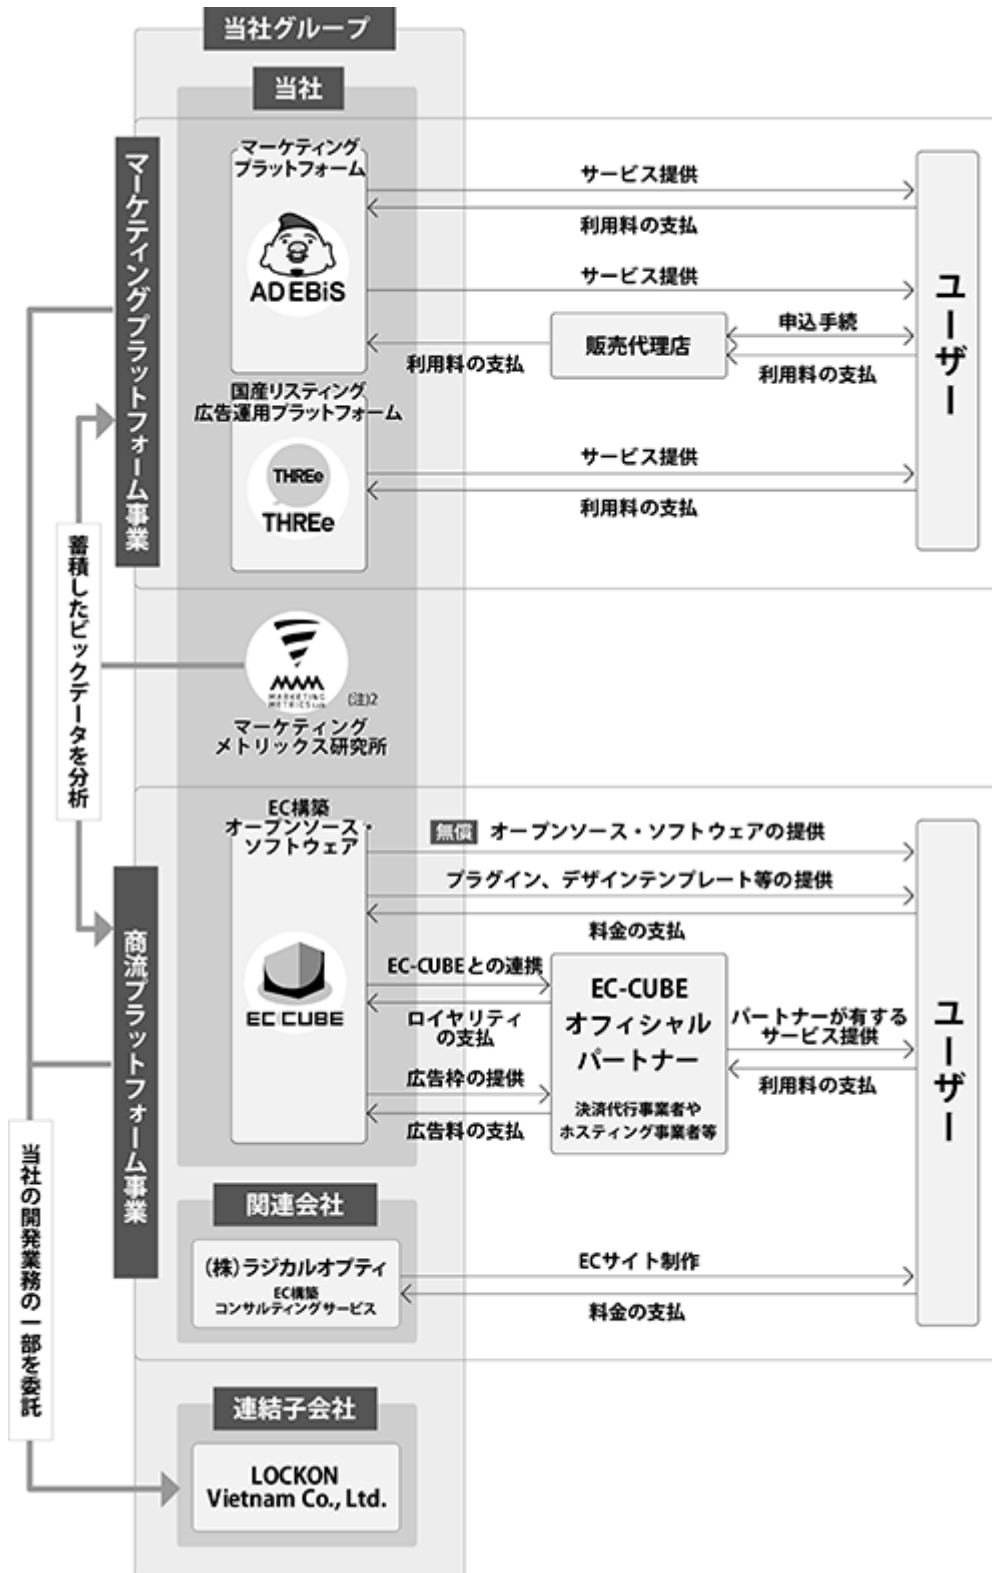 当社グループ
当社
マーケティングプラットフォーム事業
マーケティング
プラットフォーム
AD EBiS
サービス提供
利用料の支払
サービス提供
販売代理店
利用料の支払
申込手続
利用料の支払
ユーザー
国産リスティング
広告運用プラットフォーム
THREe
THREe
サービス提供
利用料の支払
蓄積したビックデータを分析
MARKETING
METRICS Lab.
(注)2
マーケティング
メトリックス研究所
商流プラットフォーム事業
EC構築
オープンソース・
ソフトウェア
EC CUBE
無償 オープンソース・ソフトウェアの提供
プラグイン、デザインテンプレート等の提供
料金の支払
EC-CUBEとの連携
ロイヤリティ
の支払
広告枠の提供
広告料の支払
EC-CUBE
オフィシャル
パートナー
決済代行事業者や
ホスティング事業者等
パートナーが有する
サービス提供
利用料の支払
ユーザー
関連会社
(株)ラジカルオプティ
EC構築
コンサルティングサービス
ECサイト制作
料金の支払
当社の開発業務の一部を委託
連結子会社
LOCKON
Vietnam Co., Ltd.